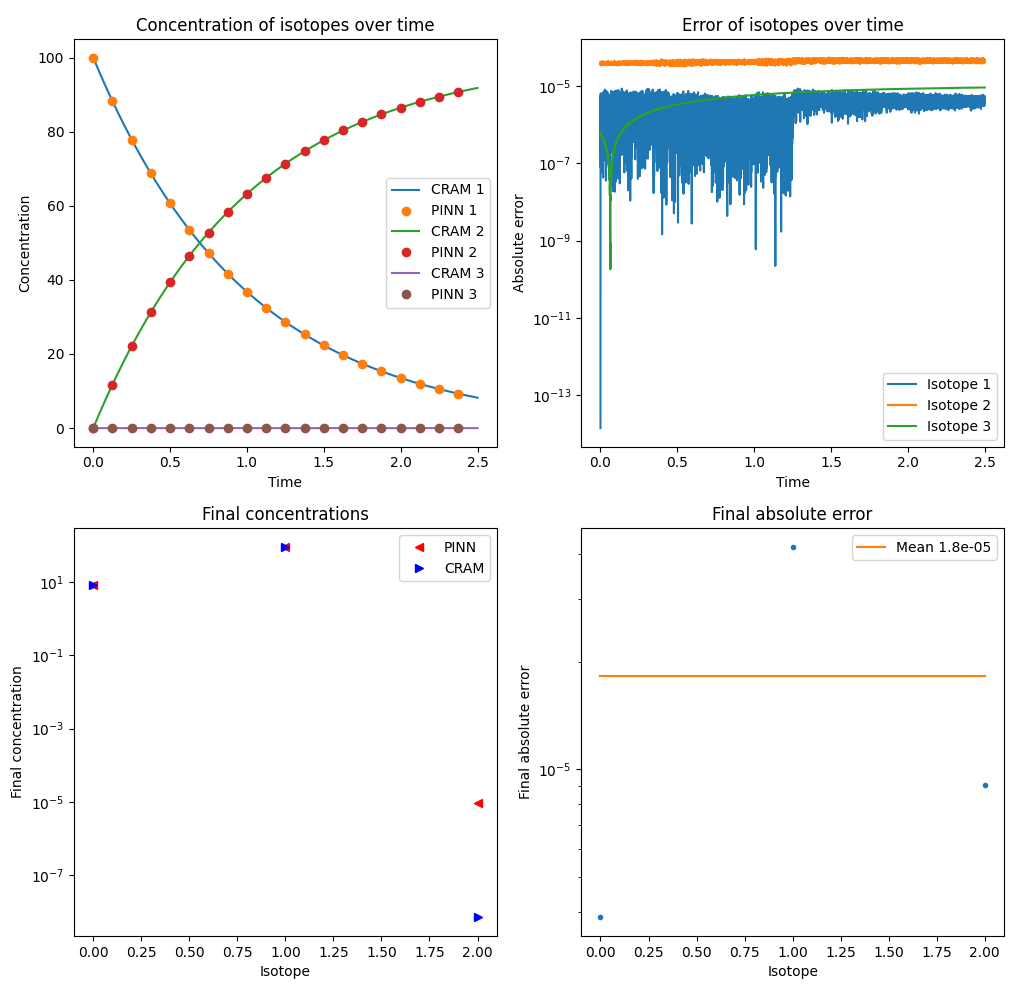 Concentration of isotopes over time
Concentration
100
80
60
40
20
0
CRAM 1
PINN 1
CRAM 2
PINN 2
CRAM 3
PINN 3
0.0 0.5 1.0 1.5 2.0 2.5
Time
Error of isotopes over time
Absolute error
10⁻⁵
10⁻⁷
10⁻⁹
10⁻¹¹
10⁻¹³
Isotope 1
Isotope 2
Isotope 3
0.0 0.5 1.0 1.5 2.0 2.5
Time
Final concentrations
Final concentration
10¹
10⁻¹
10⁻³
10⁻⁵
10⁻⁷
PINN
CRAM
0.00 0.25 0.50 0.75 1.00 1.25 1.50 1.75 2.00
Isotope
Final absolute error
Final absolute error
10⁻⁵
Mean 1.8e-05
0.00 0.25 0.50 0.75 1.00 1.25 1.50 1.75 2.00
Isotope